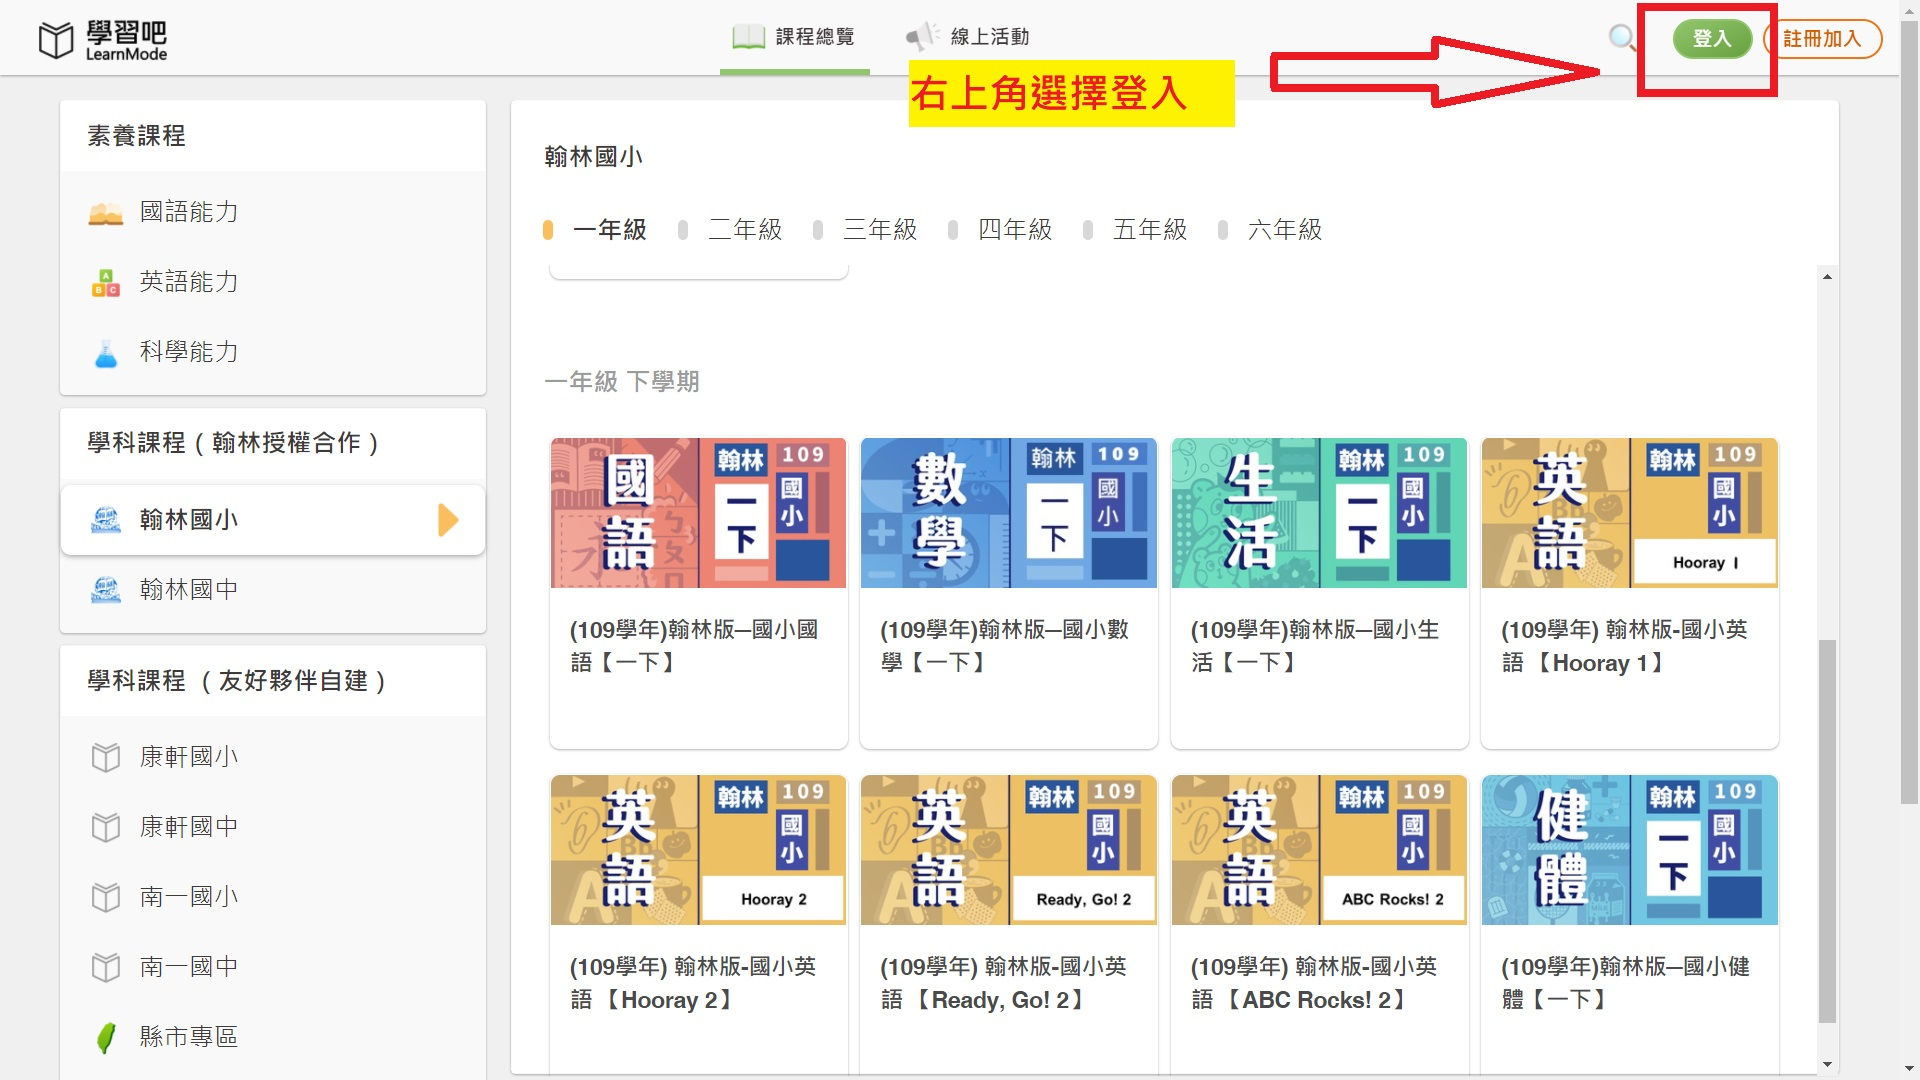 學習吧
LearnMode
課程總覽
線上活動
登入
註冊加入
右上角選擇登入
素養課程
國語能力
英語能力
科學能力
學科課程（翰林授權合作）
翰林國小
翰林國中
學科課程 （友好夥伴自建）
康軒國小
康軒國中
南一國小
南一國中
縣市專區
翰林國小
一年級
二年級
三年級
四年級
五年級
六年級
一年級 下學期
國語
翰林
109
國小
一下
(109學年)翰林版—國小國
語【一下】
數學
翰林
109
國小
一下
(109學年)翰林版—國小數
學【一下】
生活
翰林
109
國小
一下
(109學年)翰林版—國小生
活【一下】
英語
翰林
109
國小
Hooray 1
(109學年) 翰林版-國小英
語 【Hooray 1】
英語
翰林
109
國小
Hooray 2
(109學年) 翰林版-國小英
語 【Hooray 2】
英語
翰林
109
國小
Ready, Go! 2
(109學年) 翰林版-國小英
語 【Ready, Go! 2】
英語
翰林
109
國小
ABC Rocks! 2
(109學年) 翰林版-國小英
語 【ABC Rocks! 2】
健體
翰林
109
國小
一下
(109學年)翰林版—國小健
體【一下】